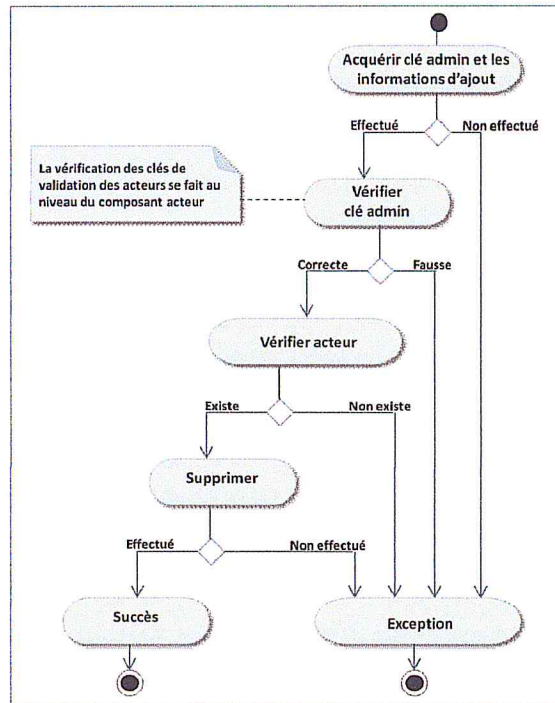 Acquérir clé admin et les
informations d'ajout
Effectué
Non effectué
La vérification des clés de
validation des acteurs se fait au
niveau du composant acteur
Vérifier
clé admin
Correcte
Fausse
Vérifier acteur
Existe
Non existe
Supprimer
Effectué
Non effectué
Succès
Exception